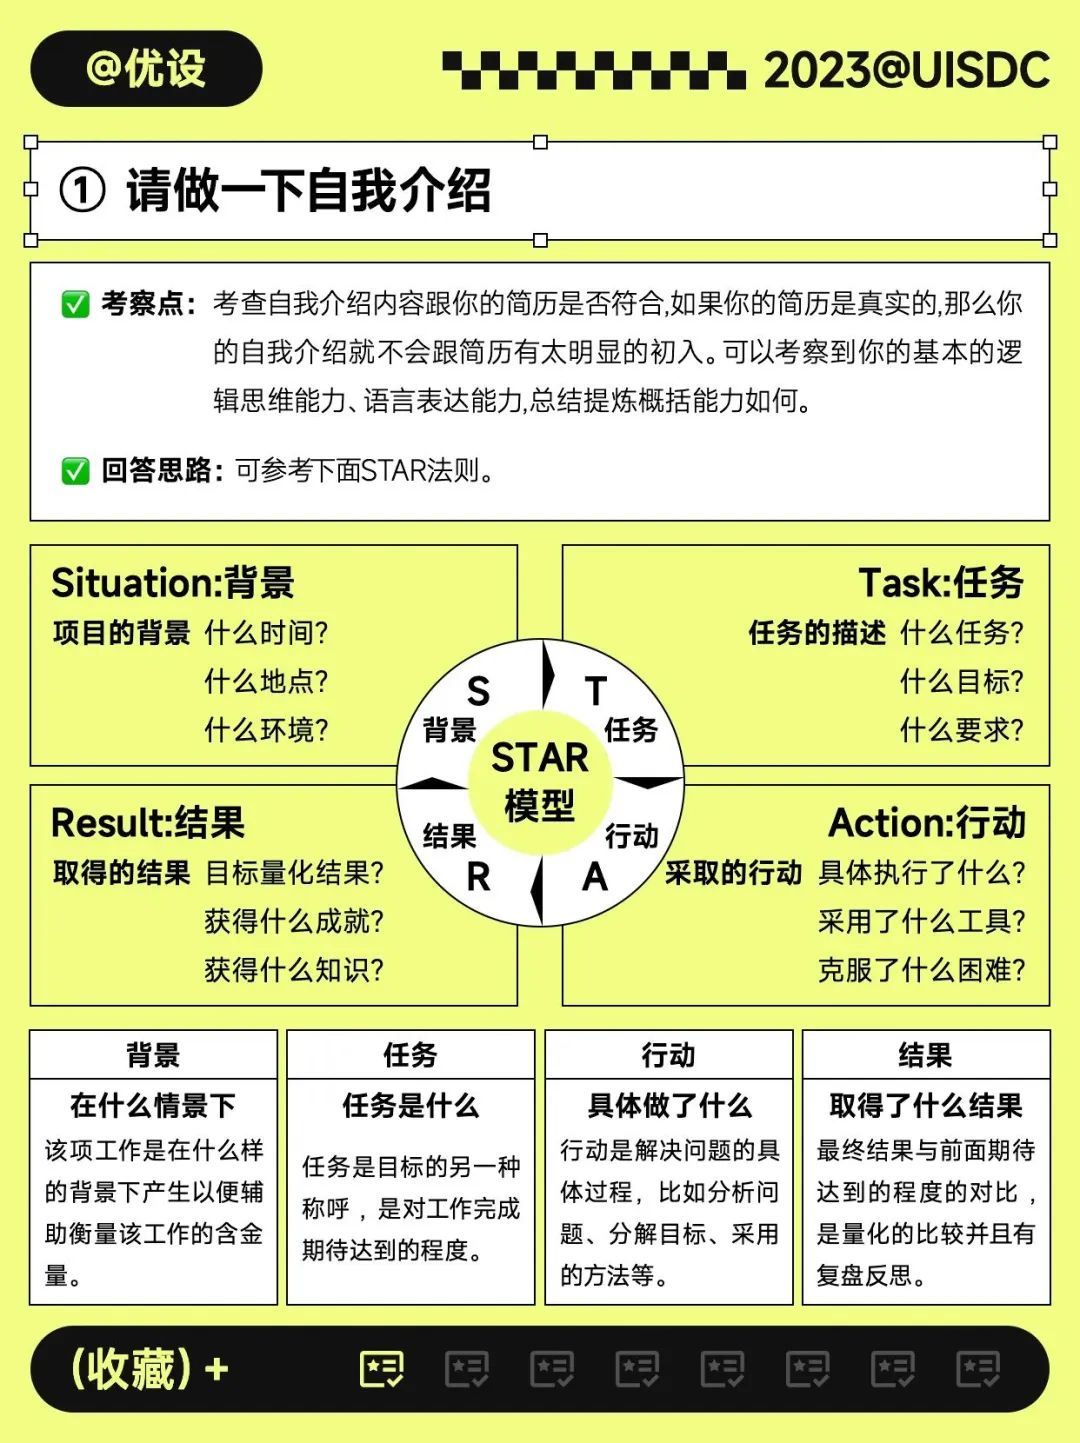 @优设
2023@UISDC
① 请做一下自我介绍
考察点：考查自我介绍内容跟你的简历是否符合,如果你的简历是真实的,那么你
的自我介绍就不会跟简历有太明显的初入。可以考察到你的基本的逻
辑思维能力、语言表达能力,总结提炼概括能力如何。
回答思路：可参考下面STAR法则。
Situation:背景
项目的背景 什么时间?
什么地点?
什么环境?
Task:任务
任务的描述 什么任务?
什么目标?
什么要求?
S
背景
T
任务
STAR
模型
结果
R
行动
A
Result:结果
取得的结果 目标量化结果?
获得什么成就?
获得什么知识?
Action:行动
采取的行动 具体执行了什么?
采用了什么工具?
克服了什么困难?
背景
在什么情景下
该项工作是在什么样
的背景下产生以便辅
助衡量该工作的含金
量。
任务
任务是什么
任务是目标的另一种
称呼，是对工作完成
期待达到的程度。
行动
具体做了什么
行动是解决问题的具
体过程，比如分析问
题、分解目标、采用
的方法等。
结果
取得了什么结果
最终结果与前面期待
达到的程度的对比，
是量化的比较并且有
复盘反思。
(收藏) +